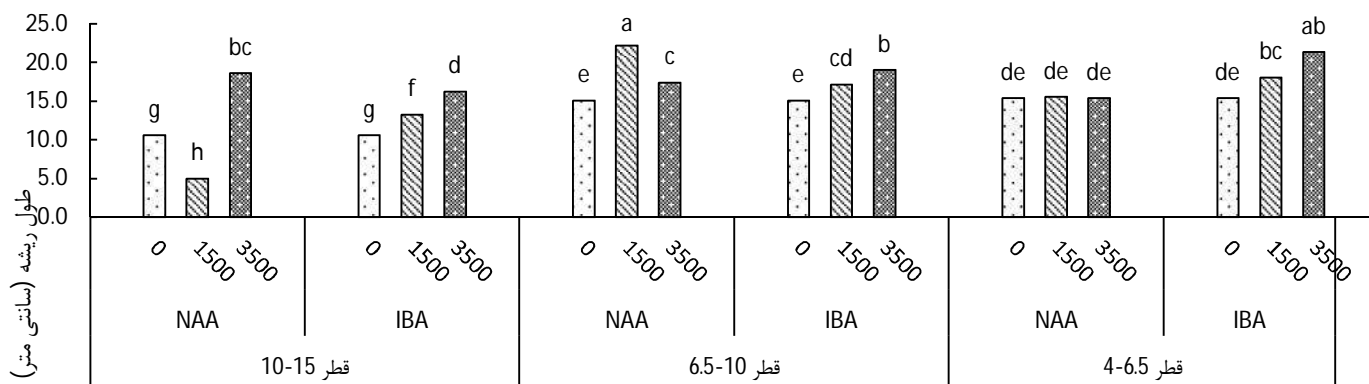 طول ریشه (سانتی متر)
25.0
20.0
15.0
10.0
5.0
0.0
g h bc g f d e a c e cd b de de de de bc ab
0 1500 3500 0 1500 3500 0 1500 3500 0 1500 3500 0 1500 3500 0 1500 3500
NAA IBA NAA IBA NAA IBA
قطر 10-15
قطر 6.5-10
قطر 4-6.5